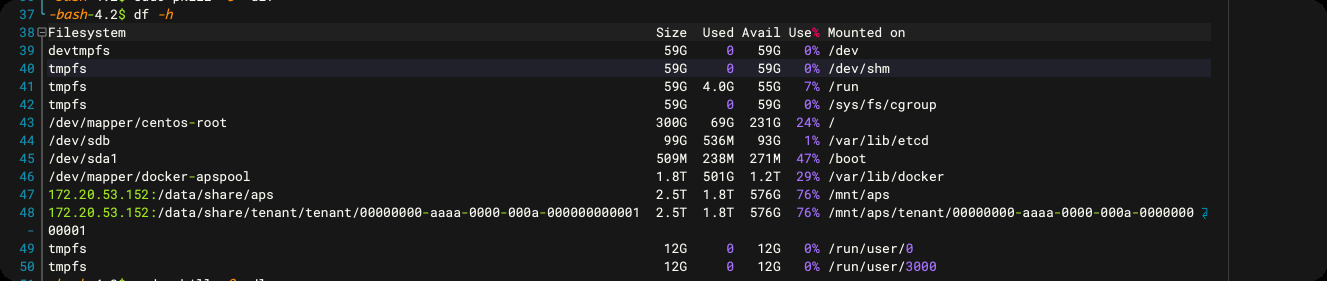 37 -bash-4.2$ df -h
38 Filesystem Size Used Avail Use% Mounted on
39 devtmpfs 59G 0 59G 0% /dev
40 tmpfs 59G 0 59G 0% /dev/shm
41 tmpfs 59G 4.0G 55G 7% /run
42 tmpfs 59G 0 59G 0% /sys/fs/cgroup
43 /dev/mapper/centos-root 300G 69G 231G 24% /
44 /dev/sdb 99G 536M 93G 1% /var/lib/etcd
45 /dev/sda1 509M 238M 271M 47% /boot
46 /dev/mapper/docker-apspool 1.8T 501G 1.2T 29% /var/lib/docker
47 172.20.53.152:/data/share/aps 2.5T 1.8T 576G 76% /mnt/aps
48 172.20.53.152:/data/share/tenant/tenant/00000000-aaaa-0000-000a-000000000001 2.5T 1.8T 576G 76% /mnt/aps/tenant/00000000-aaaa-0000-000a-0000000
- 00001
49 tmpfs 12G 0 12G 0% /run/user/0
50 tmpfs 12G 0 12G 0% /run/user/3000